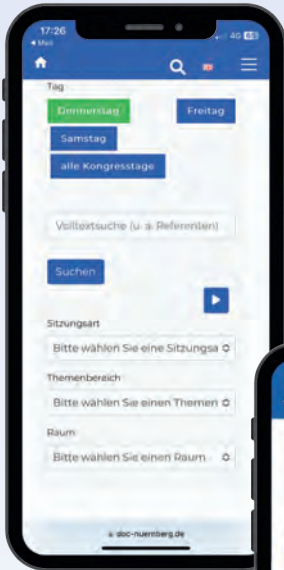 17:26
◂ Mail 4G 63
Tag
Donnerstag Freitag
Samstag
alle Kongresstage
Volltextsuche (u. a. Referenten)
Suchen
Sitzungsart
Bitte wählen Sie eine Sitzungsa
Themenbereich
Bitte wählen Sie einen Themen
Raum
Bitte wählen Sie einen Raum
doc-nuernberg.de